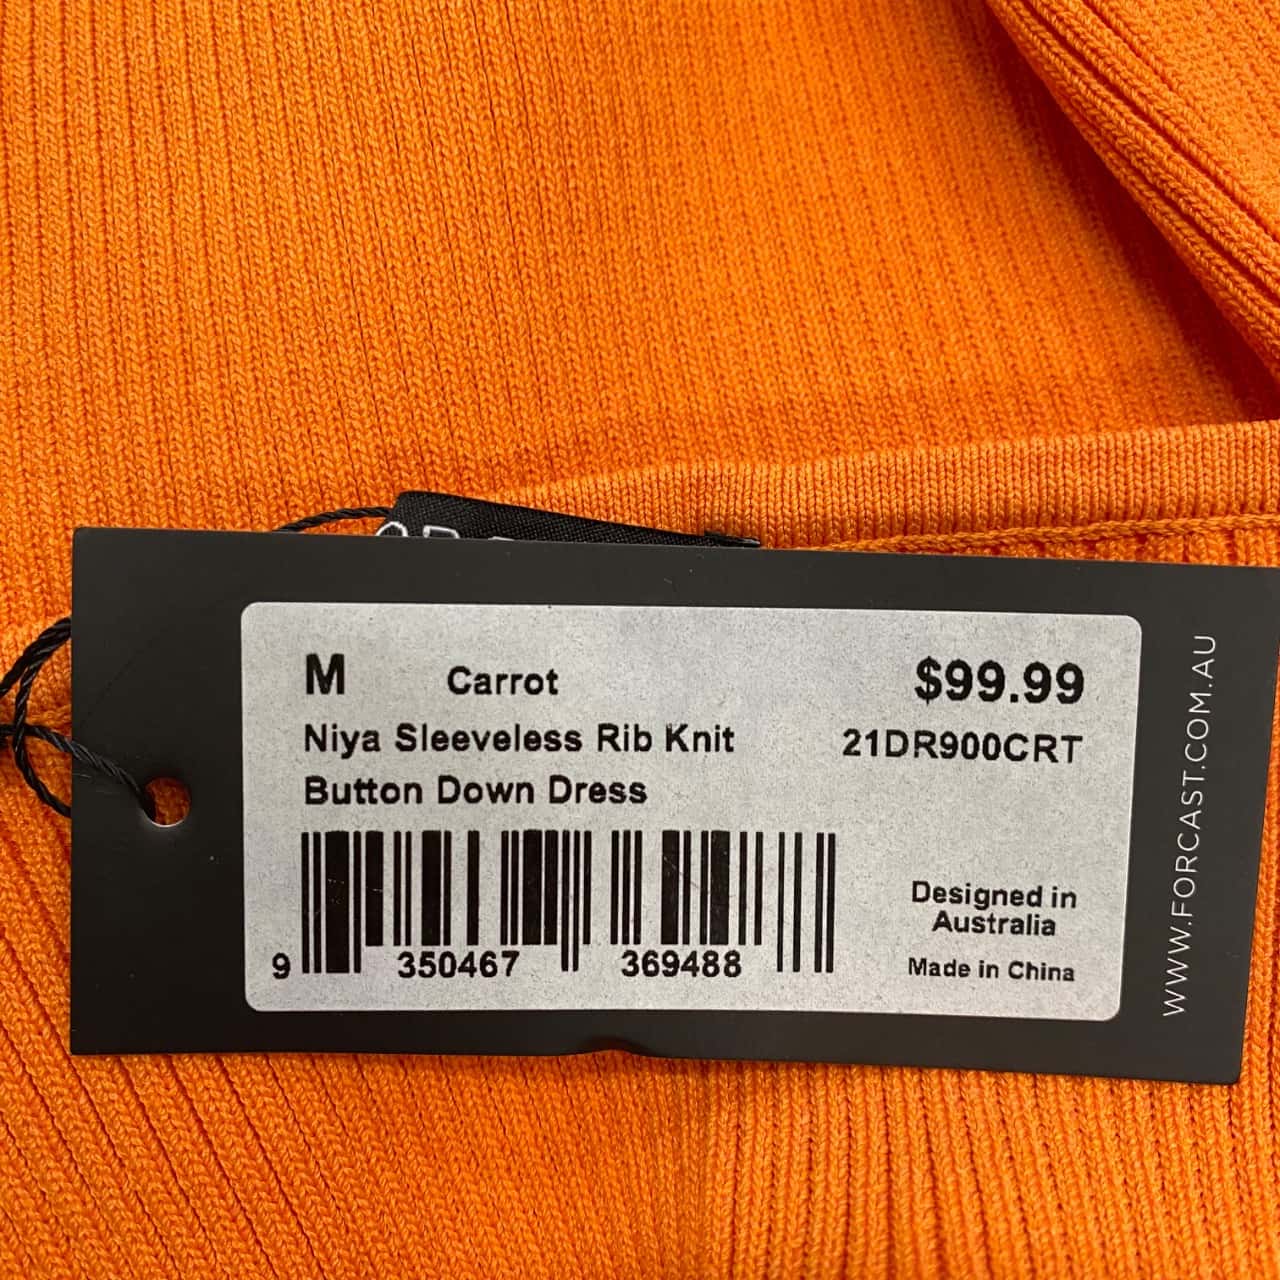 M Carrot $99.99
Niya Sleeveless Rib Knit 21DR900CRT
Button Down Dress
9 350467 369488
Designed in
Australia
Made in China
WWW.FORCAST.COM.AU